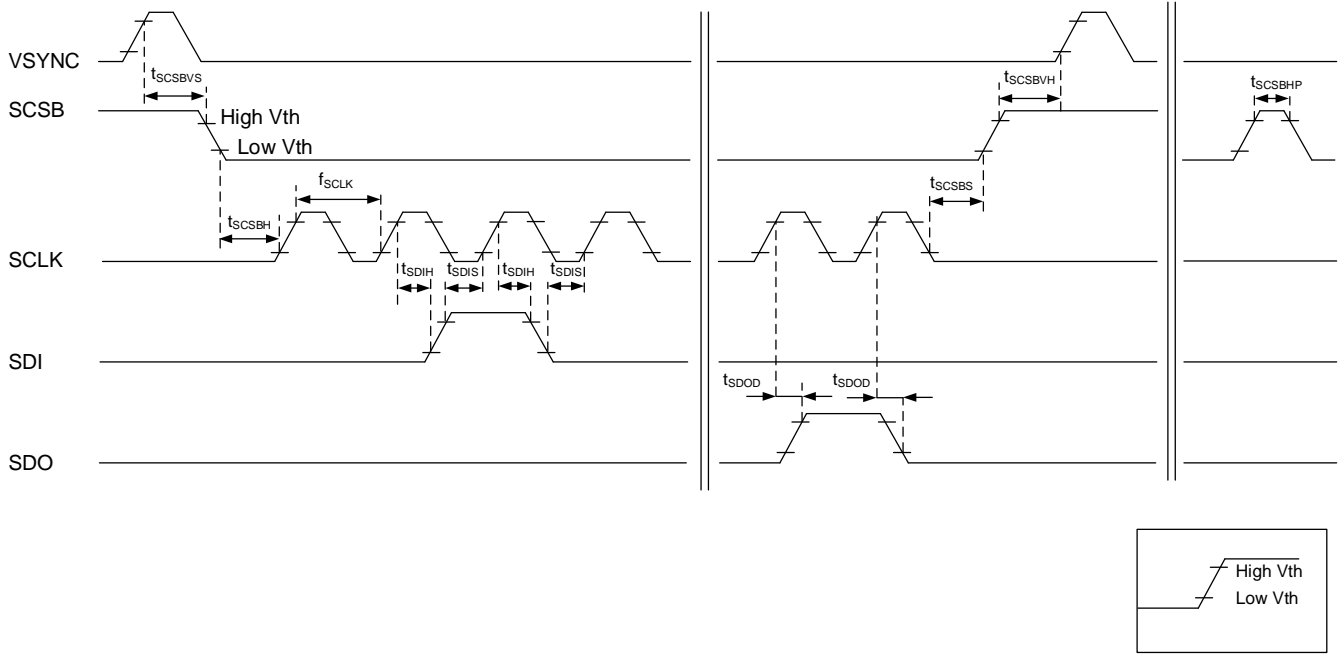 VSYNC
tSCSBVS
tSCSBVH
tSCSBHP
SCSB
High Vth
Low Vth
fSCLK
tSCSBH
tSCSBS
SCLK
tSDIH tSDIS tSDIH tSDIS
SDI
tSDOD tSDOD
SDO
High Vth
Low Vth